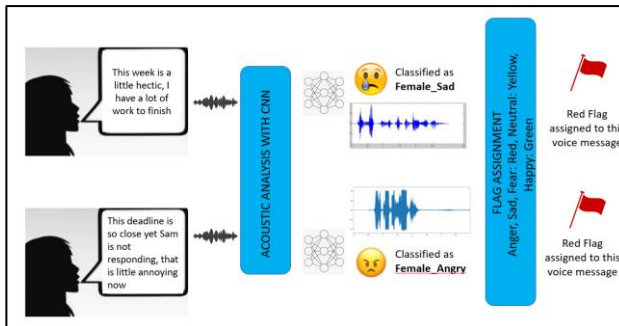 This week is a
little hectic, I
have a lot of
work to finish
ACOUSTIC ANALYSIS WITH CNN
Classified as
Female_Sad
FLAG ASSIGNMENT
Anger, Sad, Fear: Red, Neutral: Yellow,
Happy: Green
Red Flag
assigned to this
voice message
This deadline is
so close yet Sam
is not
responding, that
is little annoying
now
Classified as
Female_Angry
Red Flag
assigned to this
voice message